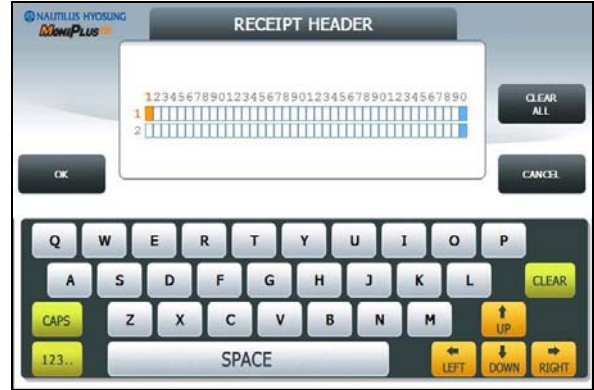 NAUTILUS HYOSUNG
MoniPlus
RECEIPT HEADER
1234567890123456789012345678901234567890
1
2
CLEAR
ALL
OK
CANCEL
Q W E R T Y U I O P
A S D F G H J K L CLEAR
CAPS Z X C V B N M UP
123.. SPACE LEFT DOWN RIGHT